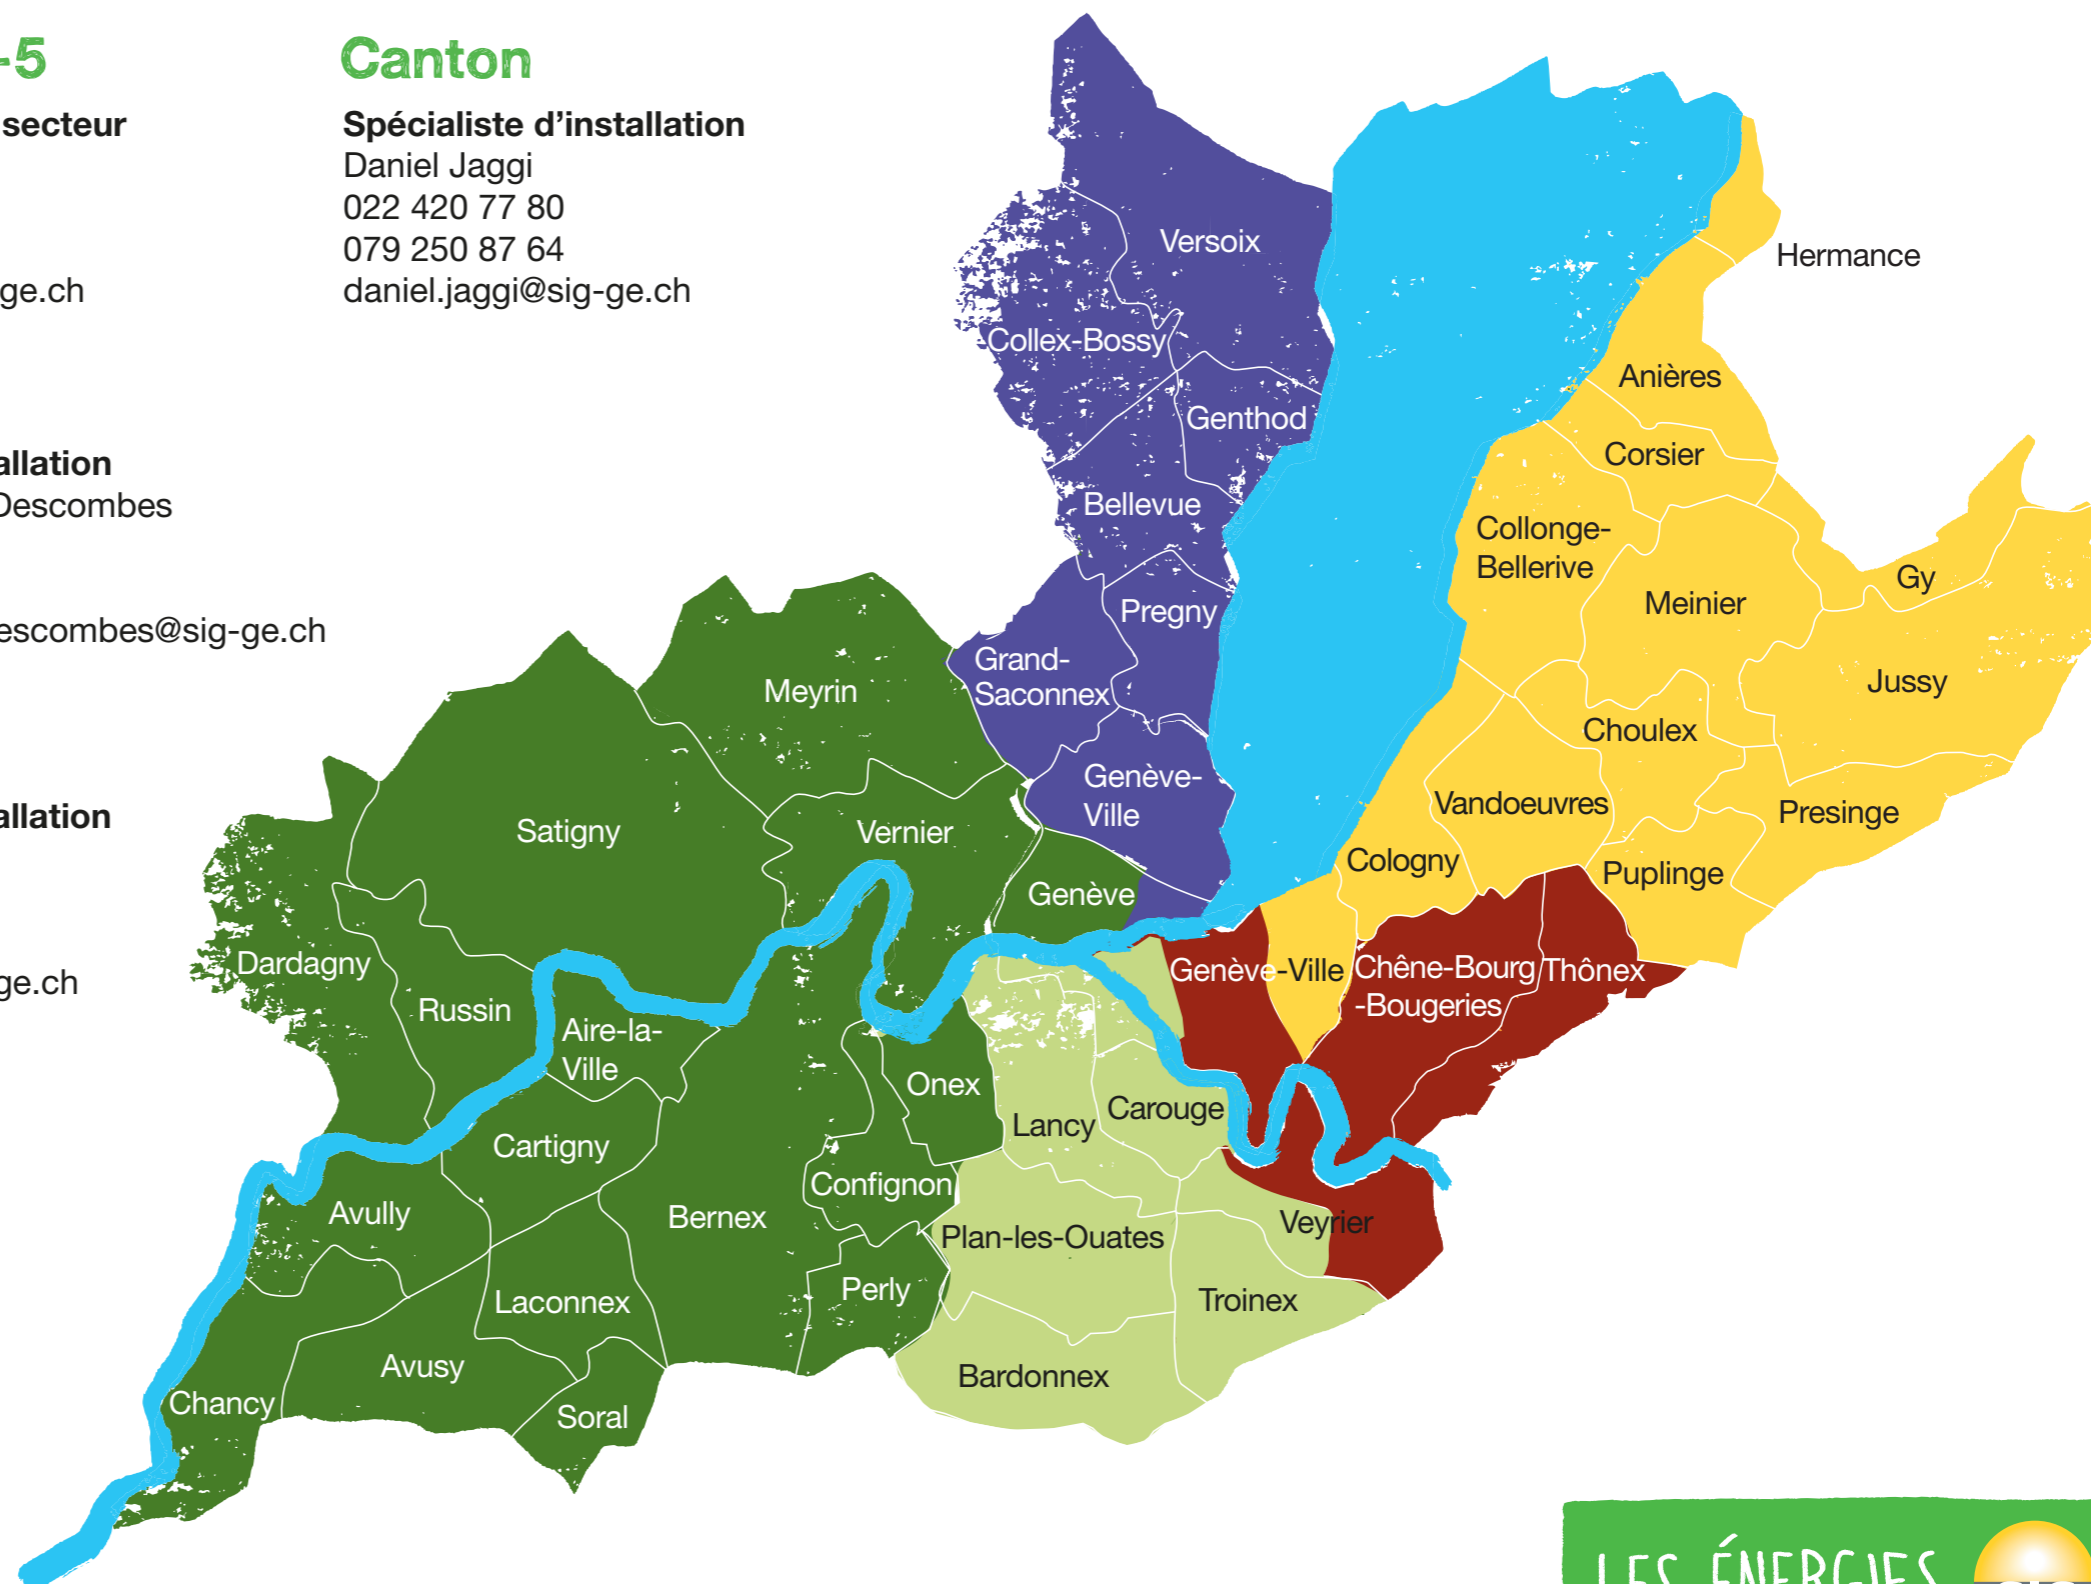 -5
secteur
ge.ch
allation
Descombes
escombes@sig-ge.ch
allation
ge.ch
Canton
Spécialiste d'installation
Daniel Jaggi
022 420 77 80
079 250 87 64
daniel.jaggi@sig-ge.ch
Versoix
Hermance
Collex-Bossy
Anières
Genthod
Corsier
Bellevue
Collonge-
Bellerive
Gy
Meinier
Pregny
Grand-
Saconnex
Jussy
Meyrin
Choulex
Genève-
Ville
Vandoeuvres
Presinge
Satigny
Vernier
Cologny
Puplinge
Genève
Dardagny
Genève-Ville
Chêne-Bourg
-Bougeries
Thônex
Russin
Aire-la-
Ville
Onex
Lancy
Carouge
Cartigny
Confignon
Avully
Bernex
Plan-les-Ouates
Veyrier
Perly
Laconnex
Troinex
Avusy
Bardonnex
Chancy
Soral
LES ÉNERGIES